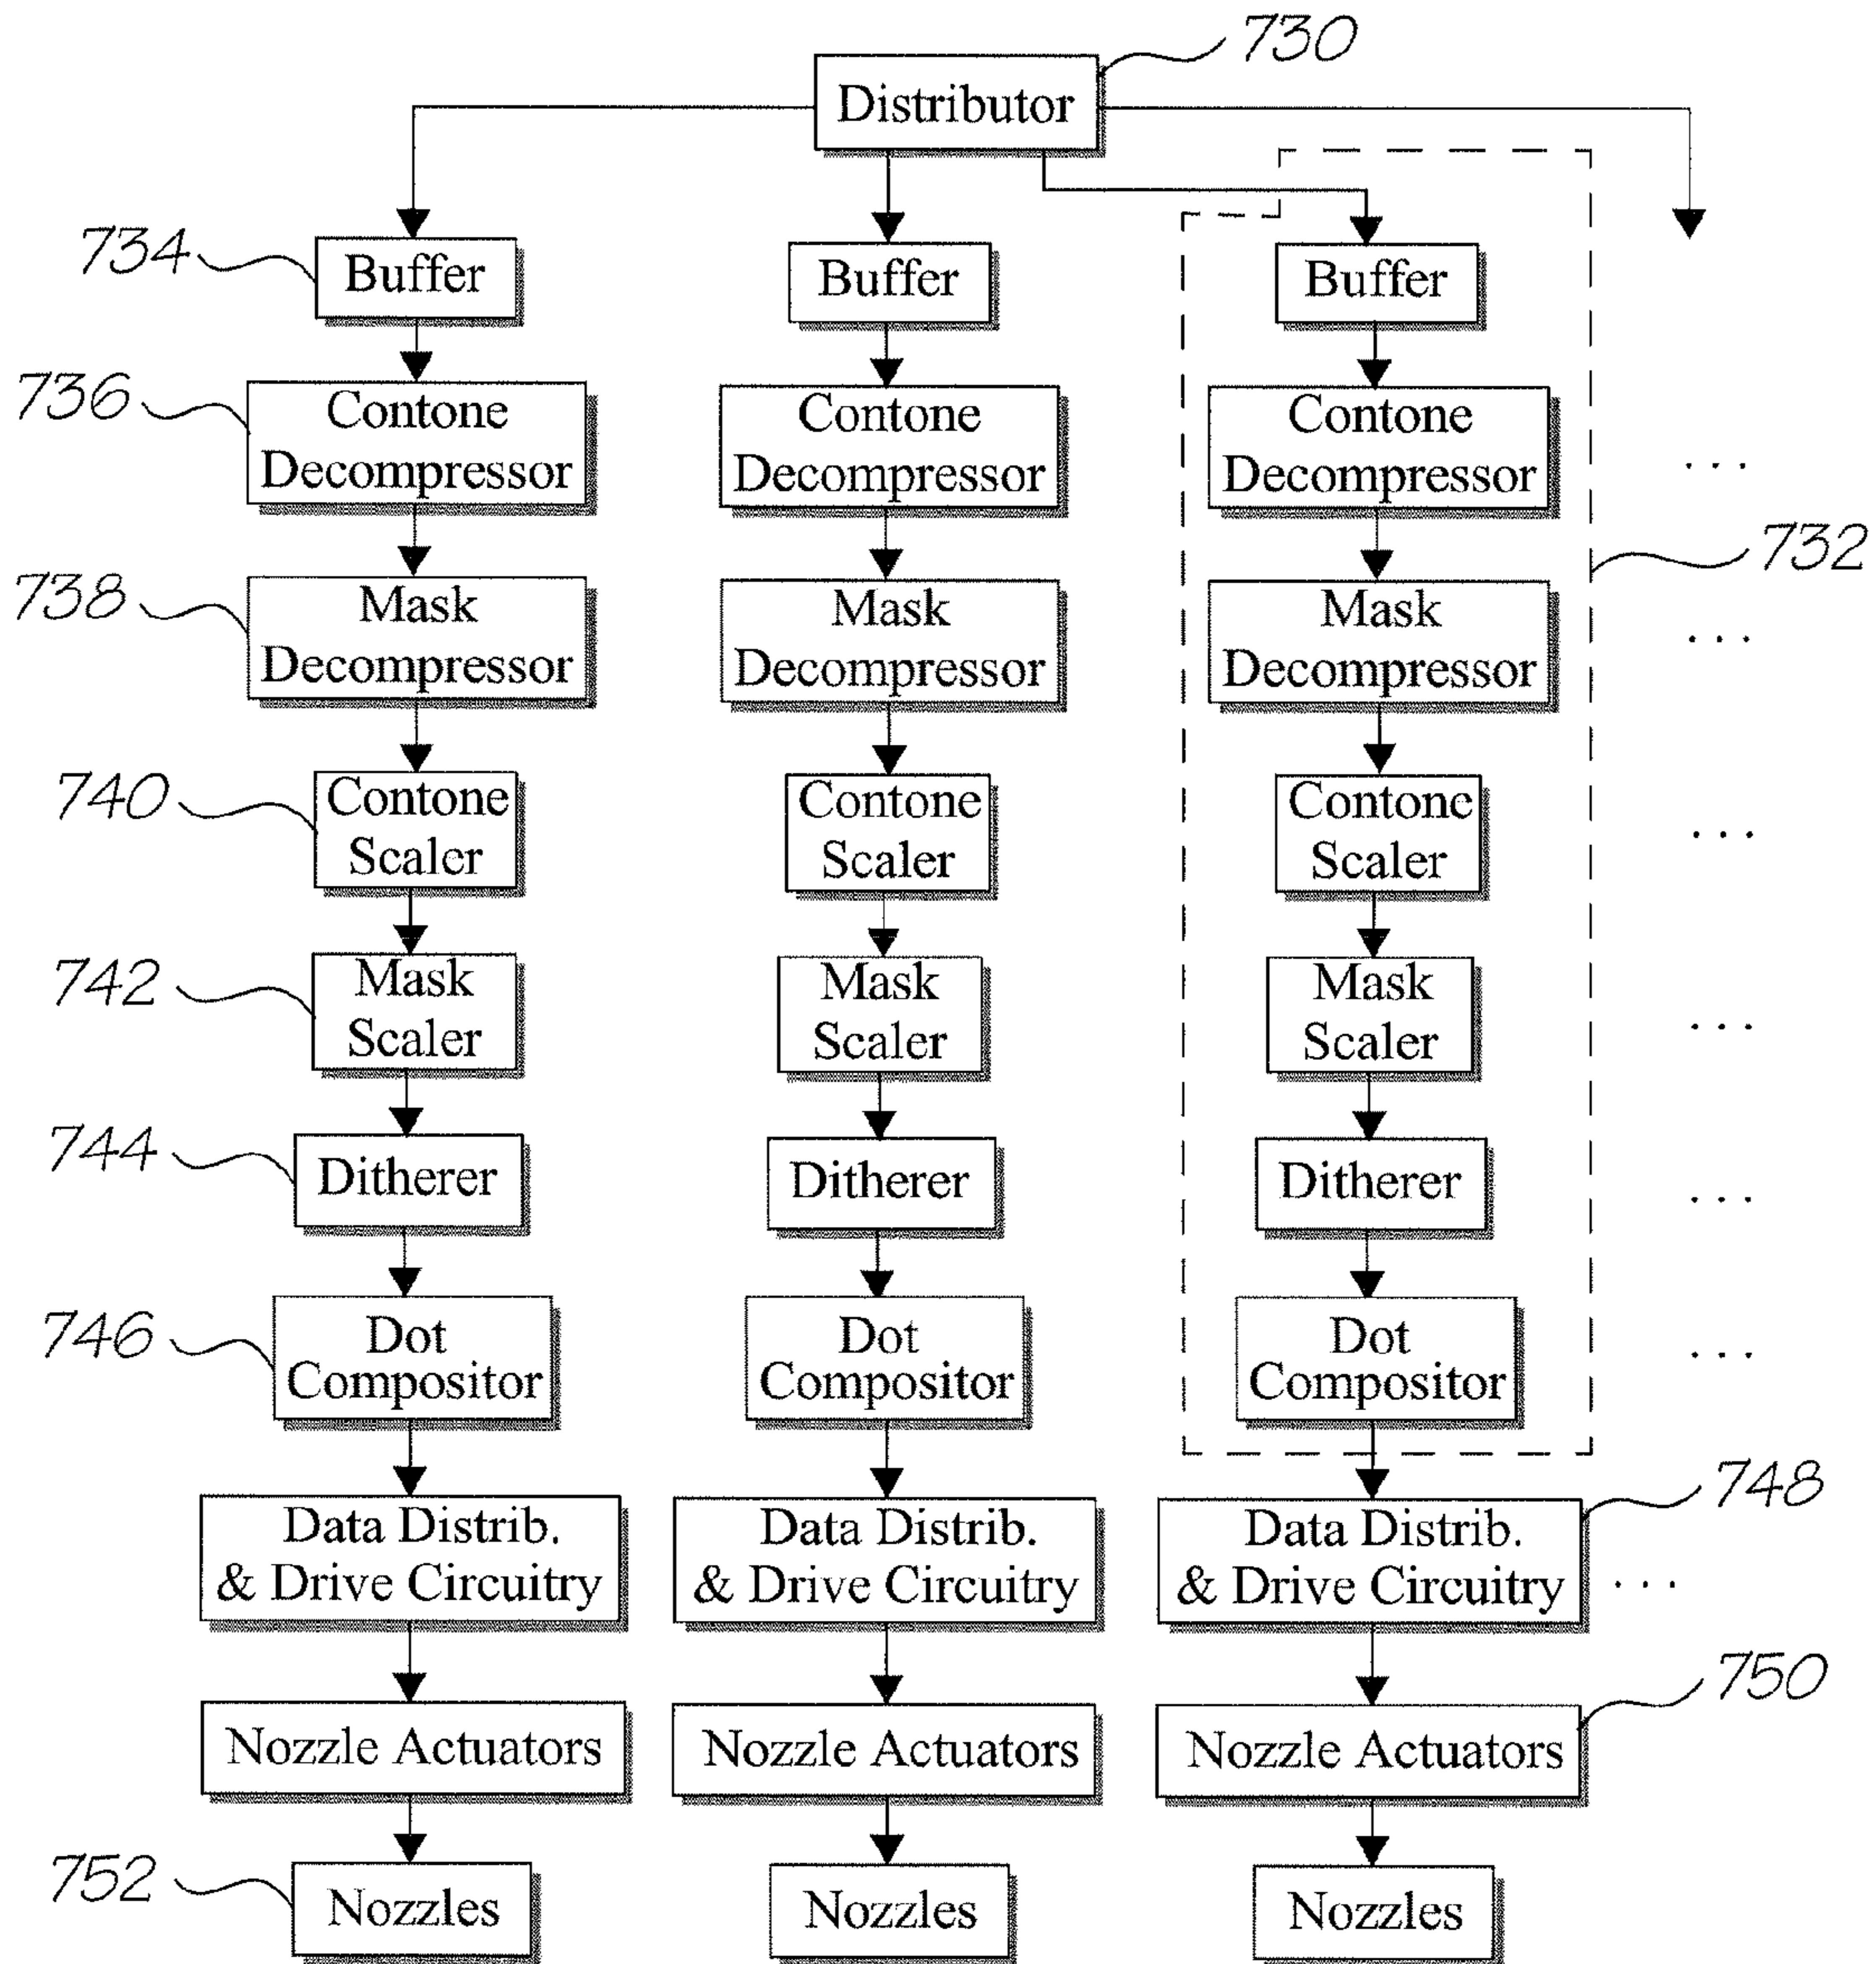 730
Distributor
734
Buffer
Buffer
Buffer
736
Contone
Decompressor
Contone
Decompressor
Contone
Decompressor
...
732
738
Mask
Decompressor
Mask
Decompressor
Mask
Decompressor
...
740
Contone
Scaler
Contone
Scaler
Contone
Scaler
...
742
Mask
Scaler
Mask
Scaler
Mask
Scaler
...
744
Ditherer
Ditherer
Ditherer
...
746
Dot
Compositor
Dot
Compositor
Dot
Compositor
...
748
Data Distrib.
& Drive Circuitry
Data Distrib.
& Drive Circuitry
Data Distrib.
& Drive Circuitry
...
750
Nozzle Actuators
Nozzle Actuators
Nozzle Actuators
752
Nozzles
Nozzles
Nozzles